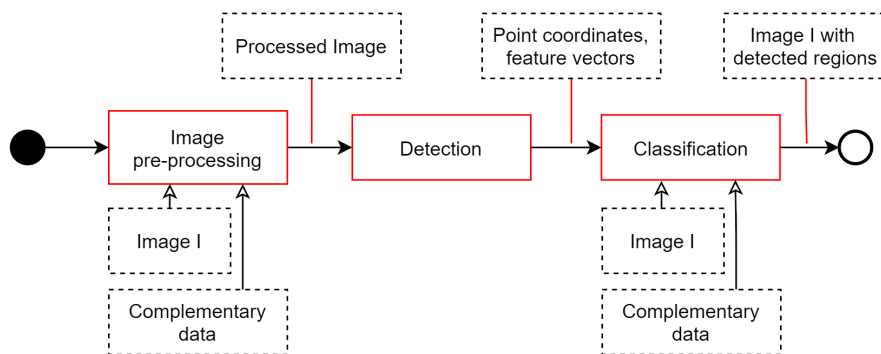 Processed Image
Point coordinates,
feature vectors
Image I with
detected regions
Image
pre-processing
Detection
Classification
Image I
Image I
Complementary
data
Complementary
data